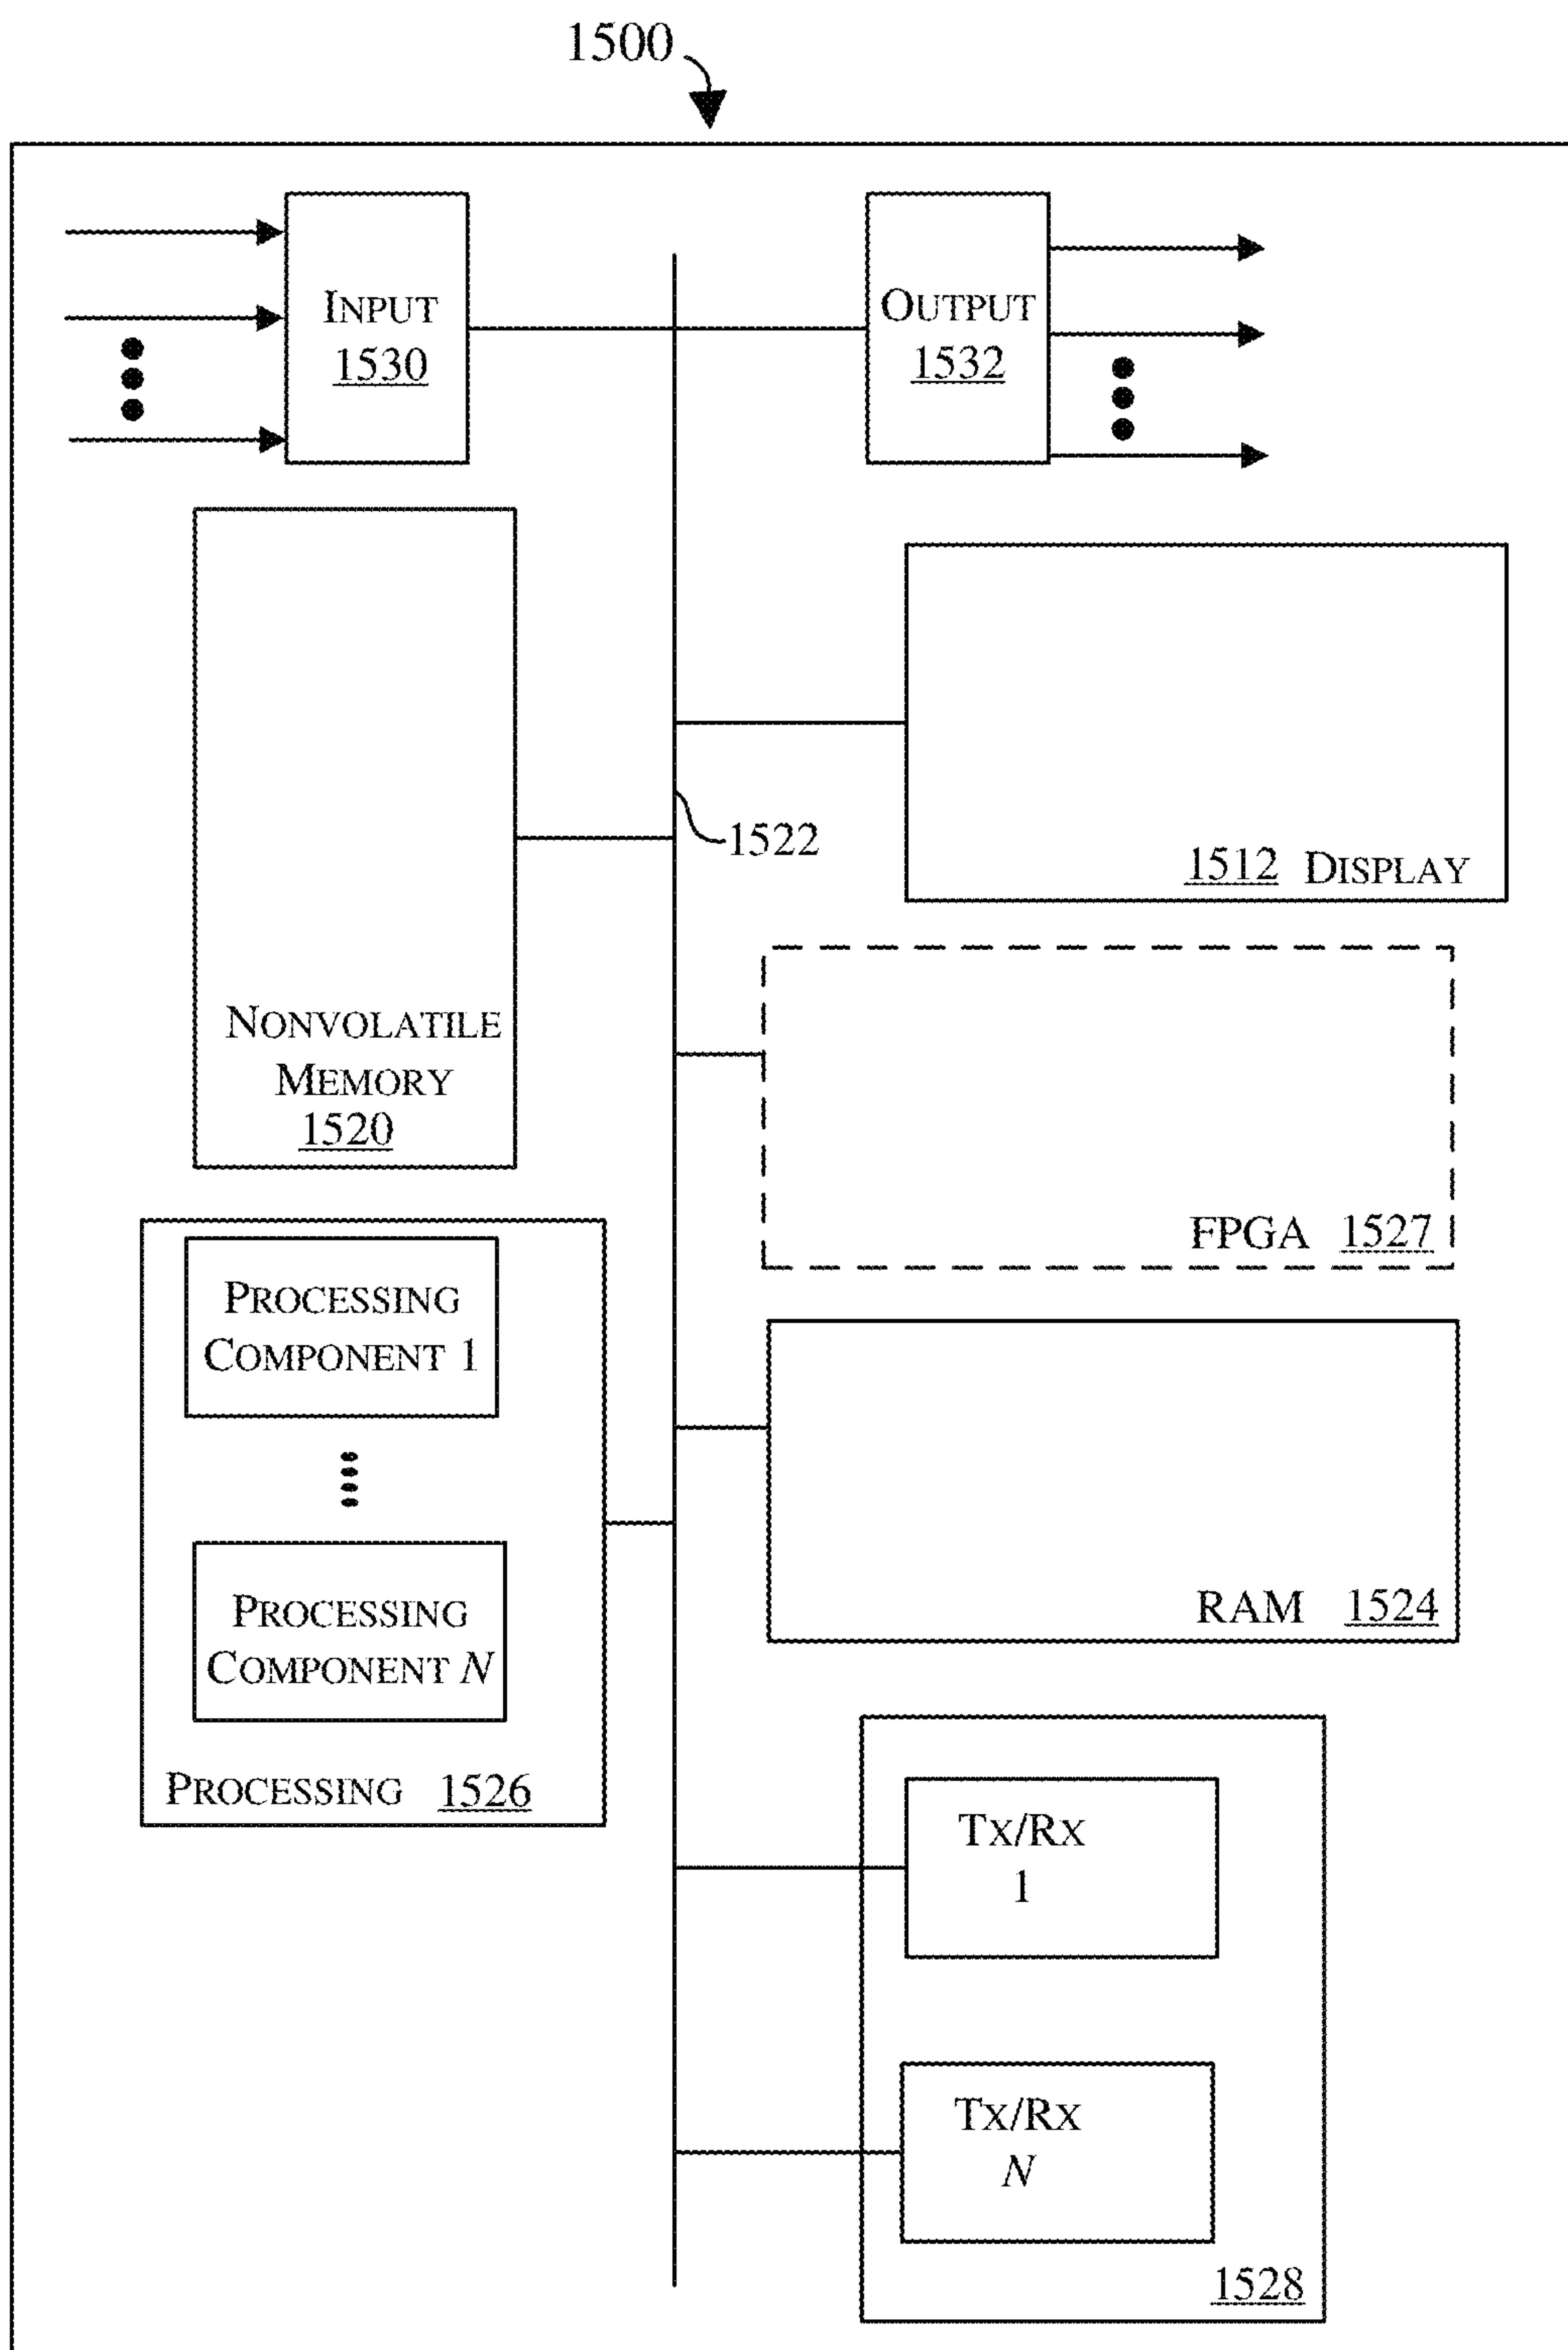 1500
INPUT
1530
OUTPUT
1532
1522
1512 DISPLAY
NONVOLATILE
MEMORY
1520
FPGA 1527
PROCESSING
COMPONENT 1
PROCESSING
COMPONENT N
PROCESSING 1526
RAM 1524
TX/RX
1
TX/RX
N
1528